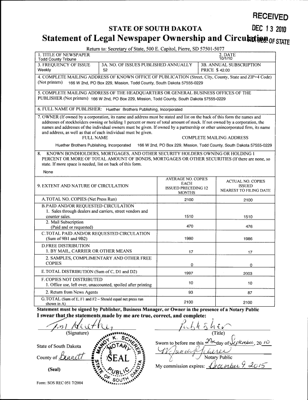 RECEIVED
DEC 13 2010
SEC. OF STATE
STATE OF SOUTH DAKOTA
Statement of Legal Newspaper Ownership and Circulation
Return to: Secretary of State, 500 E. Capitol, Pierre, SD 57501-5077
1. TITLE OF NEWSPAPER
Todd County Tribune
2. DATE
10/1/10
3. FREQUENCY OF ISSUE
Weekly
3A. NO. OF ISSUES PUBLISHED ANNUALLY
52
3B. ANNUAL SUBSCRIPTION
PRICE $ 42.00
4. COMPLETE MAILING ADDRESS OF KNOWN OFFICE OF PUBLICATION (Street, City, County, State and ZIP+4 Code)
(Not printers) 166 W 2nd, PO Box 229, Mission, Todd County, South Dakota 57555-0229
5. COMPLETE MAILING ADDRESS OF THE HEADQUARTERS OR GENERAL BUSINESS OFFICES OF THE
PUBLISHER (Not printers) 166 W 2nd, PO Box 229, Mission, Todd County, South Dakota 57555-0229
6. FULL NAME OF PUBLISHER: Huether Brothers Publishing, Incorporated
7. OWNER (If owned by a corporation, its name and address must be stated and list on the back of this form the names and
addresses of stockholders owning or holding 1 percent or more of total amount of stock. If not owned by a corporation, the
names and addresses of the individual owners must be given. If owned by a partnership or other unincorporated firm, its name
and address, as well as that of each individual must be given.
FULL NAME COMPLETE MAILING ADDRESS
Huether Brothers Publishing, Incorporated 166 W 2nd, PO Box 229, Mission, Todd County, South Dakota 57555-0229
8. KNOWN BONDHOLDERS, MORTGAGES, AND OTHER SECURITY HOLDERS OWNING OR HOLDING 1
PERCENT OR MORE OF TOTAL AMOUNT OF BONDS, MORTGAGES OR OTHER SECURITIES (if there are none, so
state. If more space is needed, list on back of this form.
None
9. EXTENT AND NATURE OF CIRCULATION
AVERAGE NO. COPIES
EACH
ISSUES PRECEDING 12
MONTHS
ACTUAL NO. COPIES
ISSUED
NEAREST TO FILING DATE
A. TOTAL NO. COPIES (Net Press Run) 2100 2100
B. PAID AND/OR REQUESTED CIRCULATION
1. Sales through dealers and carriers, street vendors and
counter sales. 1510 1510
2. Mail Subscription
(Paid and or requested) 470 476
C. TOTAL PAID AND/OR REQUESTED CIRCULATION
(Sum of 9B1 and 9B2) 1980 1986
D. FREE DISTRIBUTION
1. BY MAIL, CARRIER OR OTHER MEANS 17 17
2. SAMPLES, COMPLIMENTARY AND OTHER FREE
COPIES 0 0
E. TOTAL DISTRIBUTION (Sum of C, D1 and D2) 1997 2003
F. COPIES NOT DISTRIBUTED
1. Office use, left over, unaccounted, spoiled after printing 10 10
2. Return from News Agents 93 87
G. TOTAL (Sum of E, F1 and F2 - Should equal net press run
shown in A) 2100 2100
Statement must be signed by Publisher, Business Manager, or Owner in the presence of a Notary Public
I swear that the statements made by me are true, correct, and complete:
Publisher
(Signature) (Title)
State of South Dakota
Sworn to before me this day of 2010
County of Bennett
Notary Public
(Seal)
SEAL
NOTARY
PUBLIC
My commission expires: December 9 2015
Form: SOS REC 051 7/2004